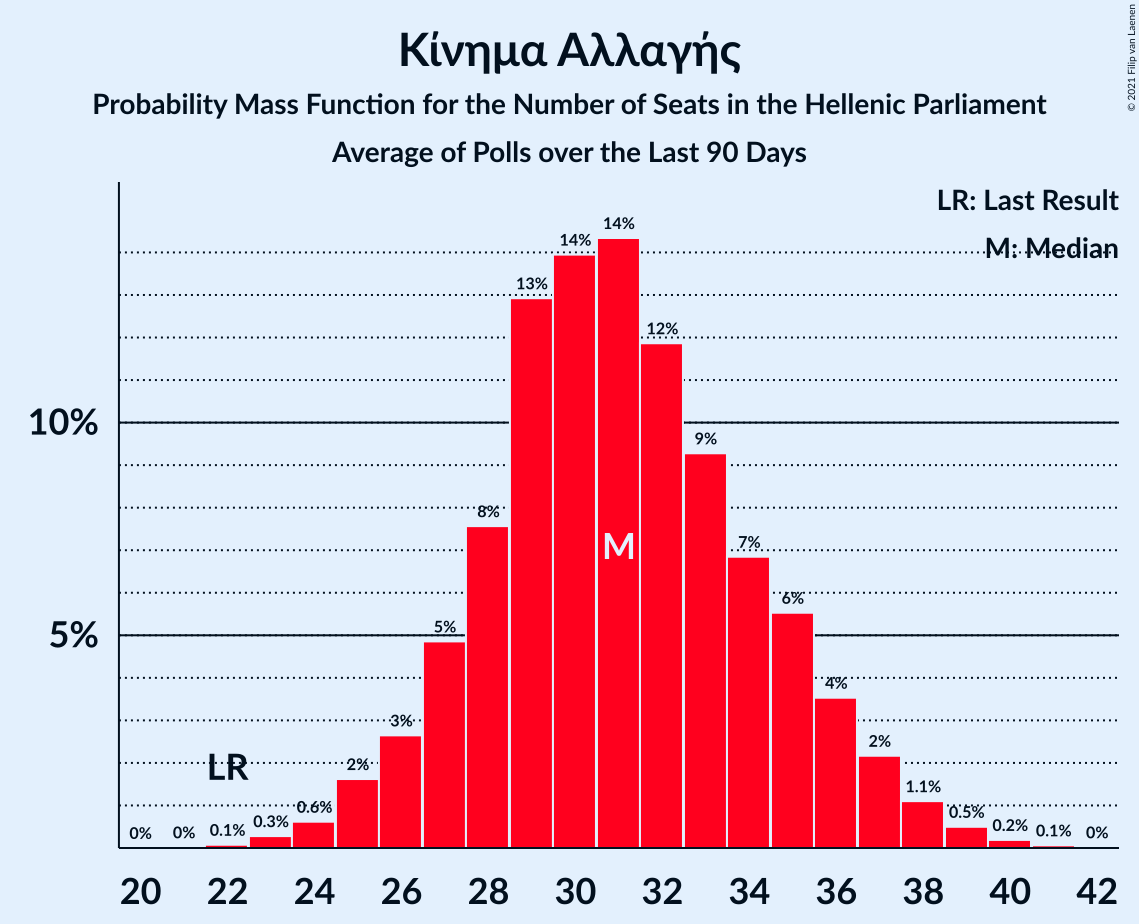 Κίνημα Αλλαγής
Probability Mass Function for the Number of Seats in the Hellenic Parliament
Average of Polls over the Last 90 Days
© 2021 Filip van Laenen
LR: Last Result
M: Median
10%
5%
0%
0%
0.1%
0.3%
0.6%
2%
3%
5%
8%
13%
14%
14%
12%
9%
7%
6%
4%
2%
1.1%
0.5%
0.2%
0.1%
0%
LR
M
20 22 24 26 28 30 32 34 36 38 40 42